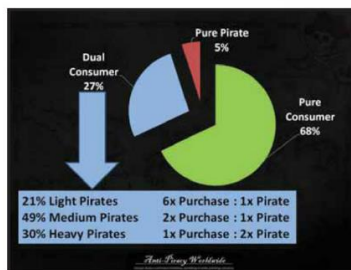 Pure Pirate
5%
Dual
Consumer
27%
Pure
Consumer
68%
21% Light Pirates 6x Purchase : 1x Pirate
49% Medium Pirates 2x Purchase : 1x Pirate
30% Heavy Pirates 1x Purchase : 2x Pirate
Anti-Piracy Worldwide